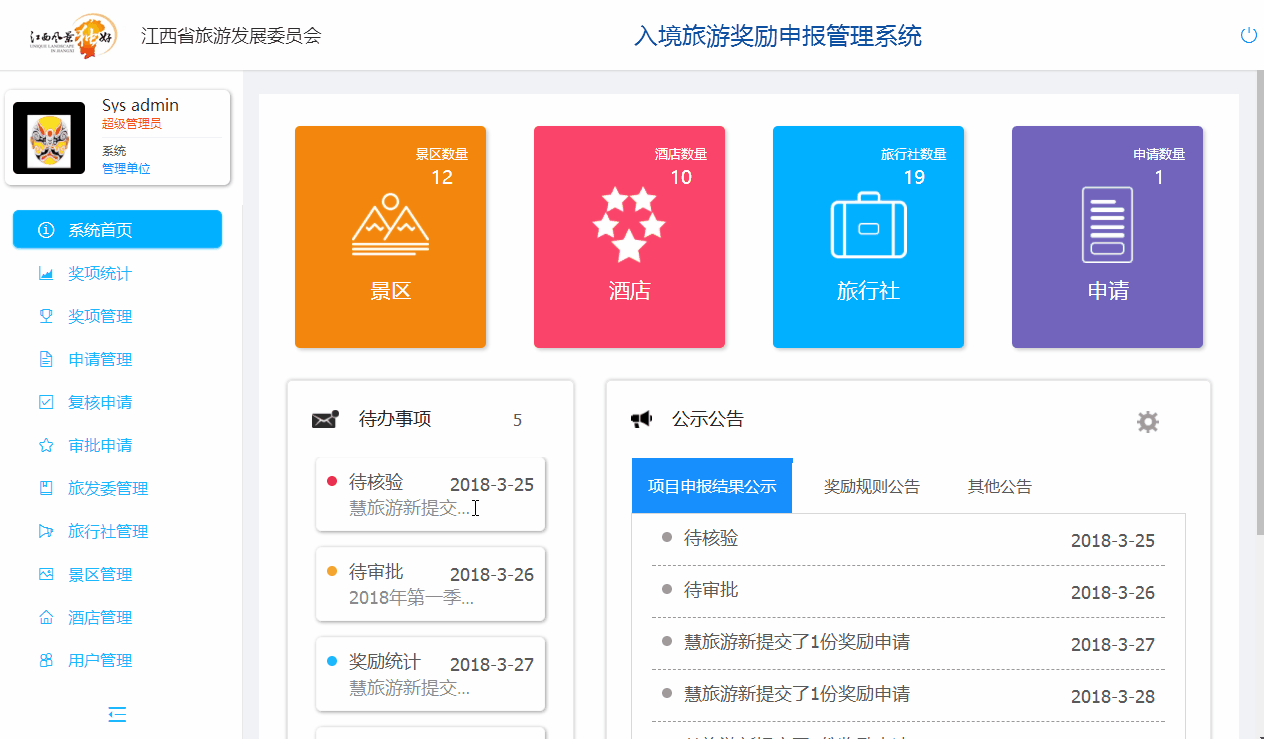 江西风景独好
UNIQUE LANDSCAPE
IN JIANGXI
江西省旅游发展委员会
入境旅游奖励申报管理系统
Sys admin
超级管理员
系统
管理单位
系统首页
奖项统计
奖项管理
申请管理
复核申请
审批申请
旅发委管理
旅行社管理
景区管理
酒店管理
用户管理
景区数量
12
景区
酒店数量
10
酒店
旅行社数量
19
旅行社
申请数量
1
申请
待办事项 5
待核验 2018-3-25
慧旅游新提交...
待审批 2018-3-26
2018年第一季...
奖励统计 2018-3-27
慧旅游新提交...
公示公告
项目申报结果公示 奖励规则公告 其他公告
待核验 2018-3-25
待审批 2018-3-26
慧旅游新提交了1份奖励申请 2018-3-27
慧旅游新提交了1份奖励申请 2018-3-28